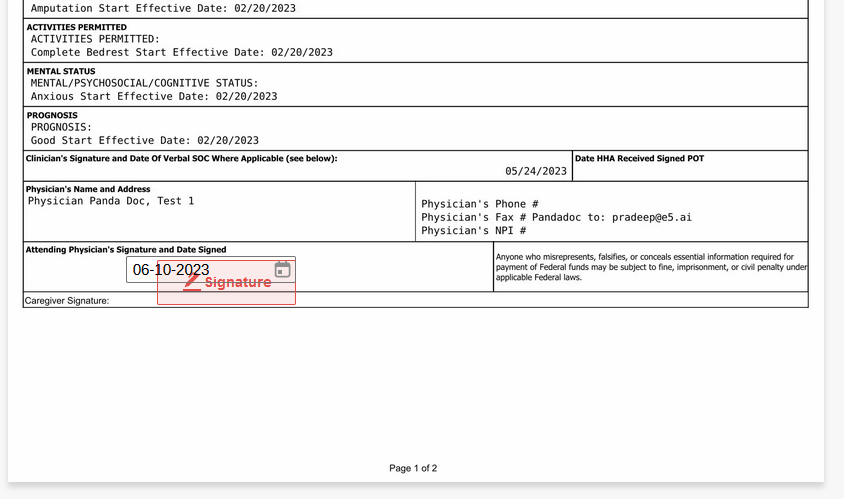 Amputation Start Effective Date: 02/20/2023
ACTIVITIES PERMITTED
ACTIVITIES PERMITTED:
Complete Bedrest Start Effective Date: 02/20/2023
MENTAL STATUS
MENTAL/PSYCHOSOCIAL/COGNITIVE STATUS:
Anxious Start Effective Date: 02/20/2023
PROGNOSIS
PROGNOSIS:
Good Start Effective Date: 02/20/2023
Clinician's Signature and Date Of Verbal SOC Where Applicable (see below):
05/24/2023
Date HHA Received Signed POT
Physician's Name and Address
Physician Panda Doc, Test 1
Physician's Phone #
Physician's Fax # Pandadoc to: pradeep@e5.ai
Physician's NPI #
Attending Physician's Signature and Date Signed
06-10-2023
Signature
Anyone who misrepresents, falsifies, or conceals essential information required for
payment of Federal funds may be subject to fine, imprisonment, or civil penalty under
applicable Federal laws.
Caregiver Signature:
Page 1 of 2